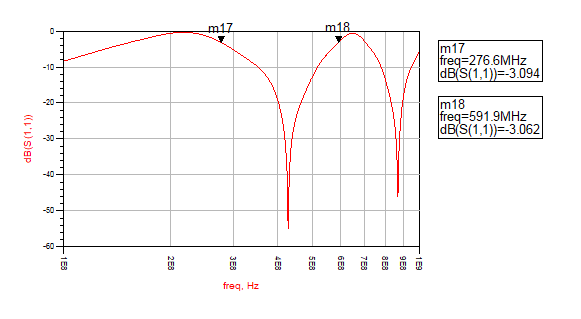 m17
m18
0
-10
-20
-30
-40
-50
-60
dB(S(1,1))
1E8
2E8
3E8
4E8
5E8
6E8
7E8
8E8
9E8
1E9
freq, Hz
m17
freq=276.6MHz
dB(S(1,1))=-3.094
m18
freq=591.9MHz
dB(S(1,1))=-3.062